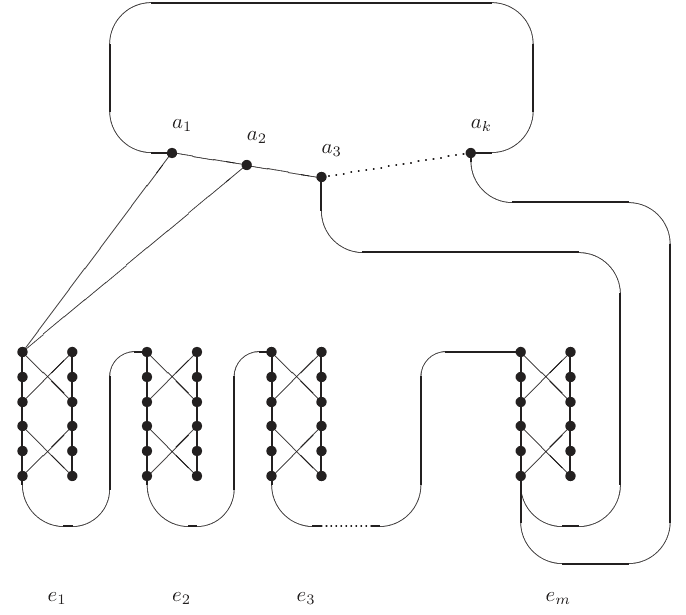 a₁
a₂
a₃
aₖ
e₁ e₂ e₃ eₘ